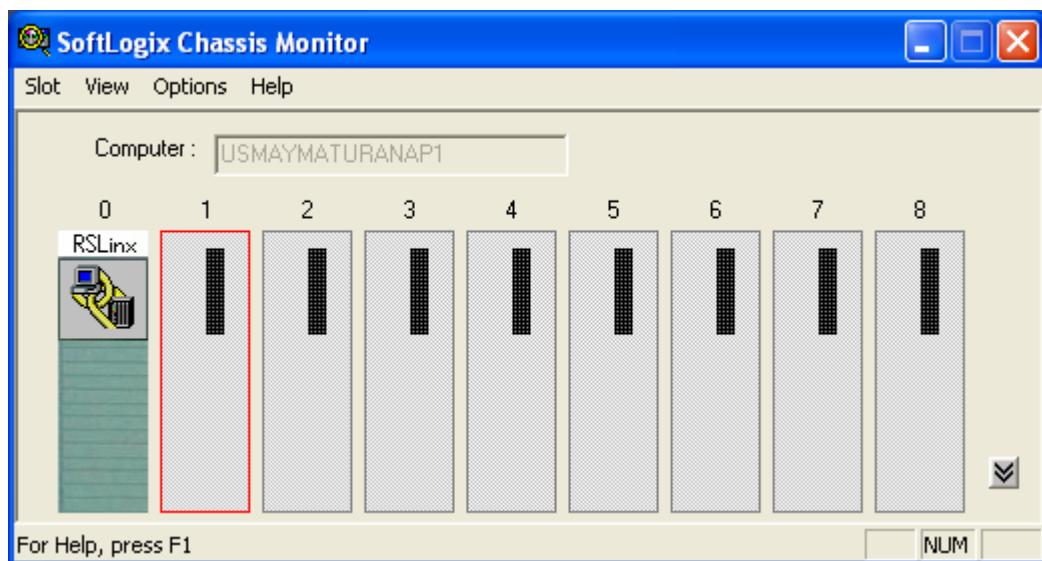 SoftLogix Chassis Monitor
Slot View Options Help
Computer : USMAYMATURANAP1
0 1 2 3 4 5 6 7 8
RSLinx
For Help, press F1 NUM